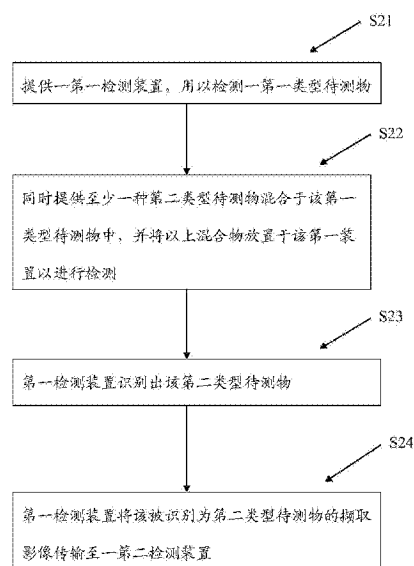 S21
提供一第一检测装置。用以检测一第一类型待测物
S22
同时提供至少一种第二类型待测物混合于该第一
类型待测物中，并将以上混合物放置于该第一装
置以进行检测
S23
第一检测装置识别出该第二类型待测物
S24
第一检测装置将该被识别为第二类型待测物的撷取
影像传输至一第二检测装置